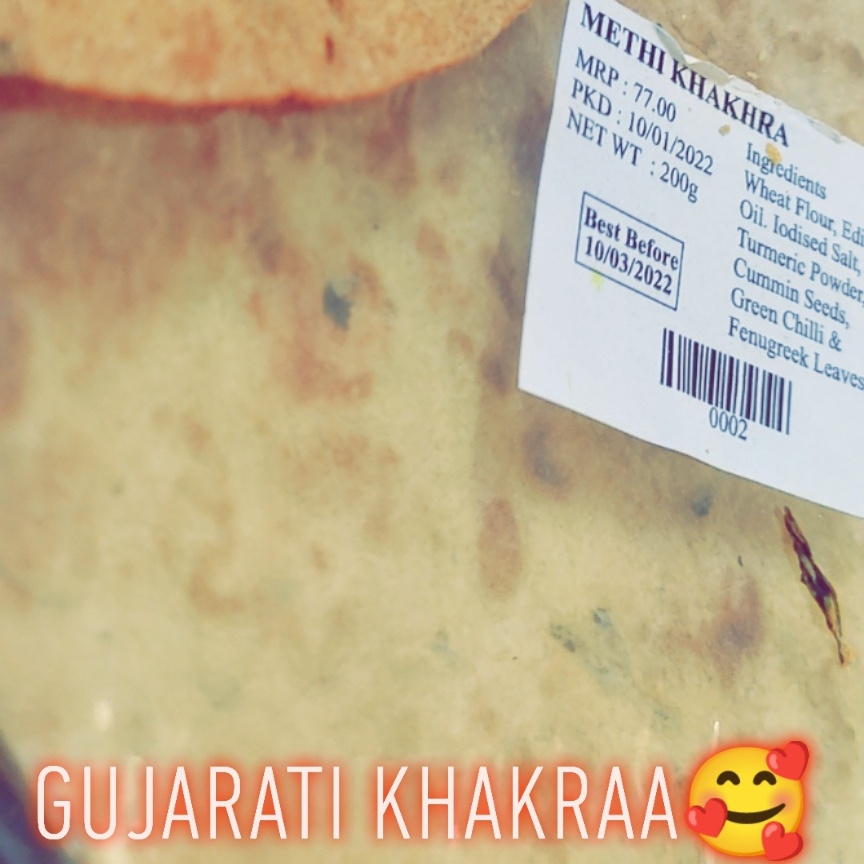 METHI KHAKHRA
MRP : 77.00
PKD : 10/01/2022
NET WT : 200g
Best Before
10/03/2022
Ingredients
Wheat Flour,
Oil. Iodised Salt,
Turmeric Powder
Cummin Seeds,
Green Chilli &
Fenugreek Leaves
0002
GUJARATI KHAKRAA🥰